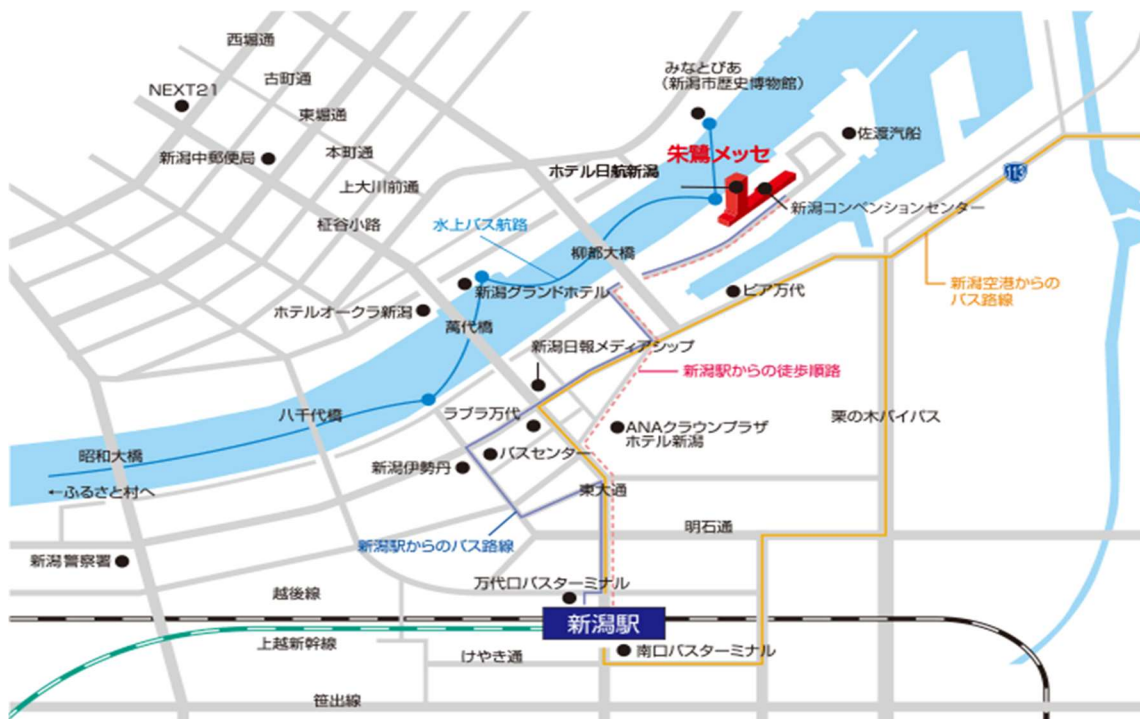 西堀通
古町通
NEXT21
東堀通
新潟中郵便局
本町通
上大川前通
柾谷小路
みなとぴあ
（新潟市歴史博物館）
佐渡汽船
朱鷺メッセ
ホテル日航新潟
113
新潟コンベンションセンター
水上バス航路
柳都大橋
新潟グランドホテル
ピア万代
新潟空港からの
バス路線
ホテルオークラ新潟
萬代橋
新潟日報メディアシップ
新潟駅からの徒歩順路
八千代橋
ラブラ万代
ANAクラウンプラザ
ホテル新潟
栗の木バイパス
昭和大橋
新潟伊勢丹
バスセンター
←ふるさと村へ
東大通
明石通
新潟駅からのバス路線
新潟警察署
越後線
万代口バスターミナル
新潟駅
上越新幹線
けやき通
南口バスターミナル
笹出線